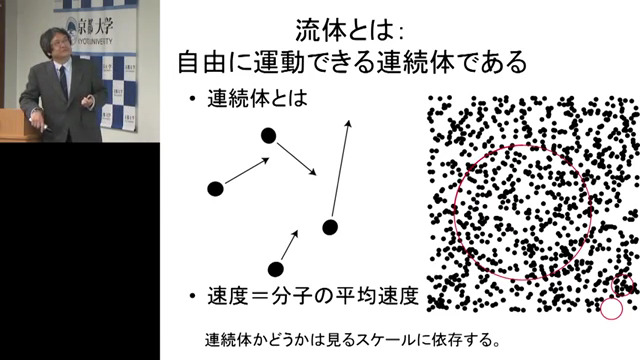 京都大学
KYOTO UNIVERSITY
流体とは：
自由に運動できる連続体である
• 連続体とは
• 速度＝分子の平均速度
連続体かどうかは見るスケールに依存する。